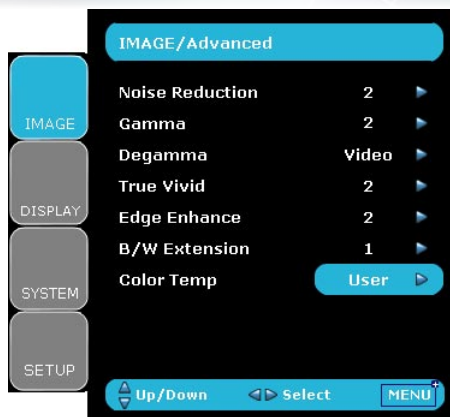 IMAGE/Advanced
IMAGE
DISPLAY
SYSTEM
SETUP
Noise Reduction 2
Gamma 2
Degamma Video
True Vivid 2
Edge Enhance 2
B/W Extension 1
Color Temp User
Up/Down Select MENU